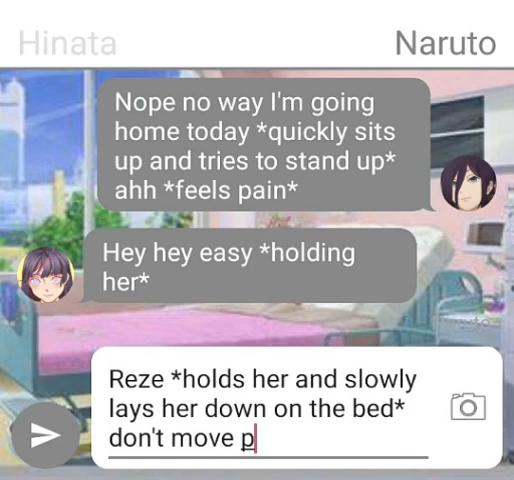 Hinata
Naruto
Nope no way I'm going
home today *quickly sits
up and tries to stand up*
ahh *feels pain*
Hey hey easy *holding
her*
Reze *holds her and slowly
lays her down on the bed*
don't move p